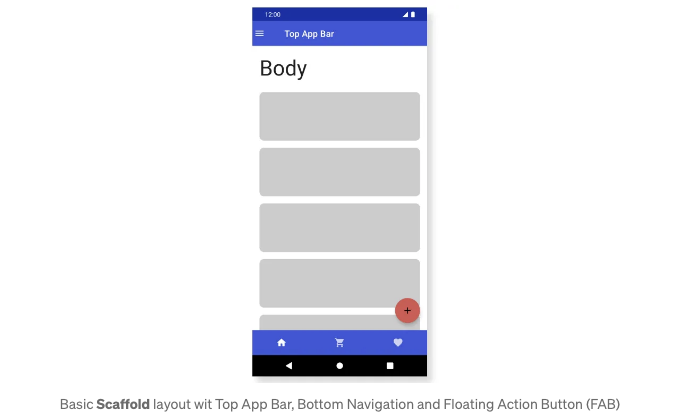 12:00
Top App Bar
Body
Basic Scaffold layout wit Top App Bar, Bottom Navigation and Floating Action Button (FAB)